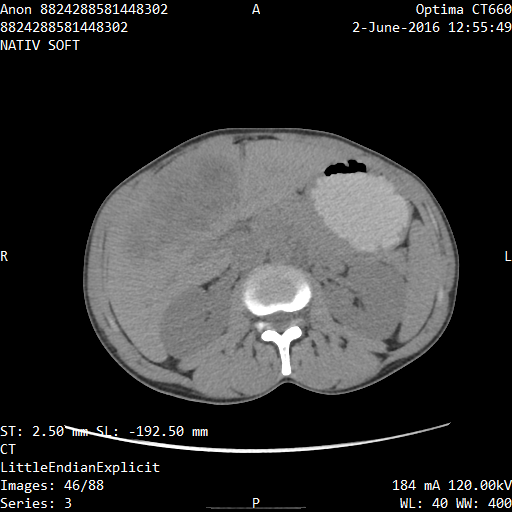 Anon 8824288581448302 A Optima CT660
8824288581448302 2-June-2016 12:55:49
NATIV SOFT
R L
ST: 2.50 mm SL: -192.50 mm
CT
LittleEndianExplicit
Images: 46/88 184 mA 120.00kV
Series: 3 P WL: 40 WW: 400